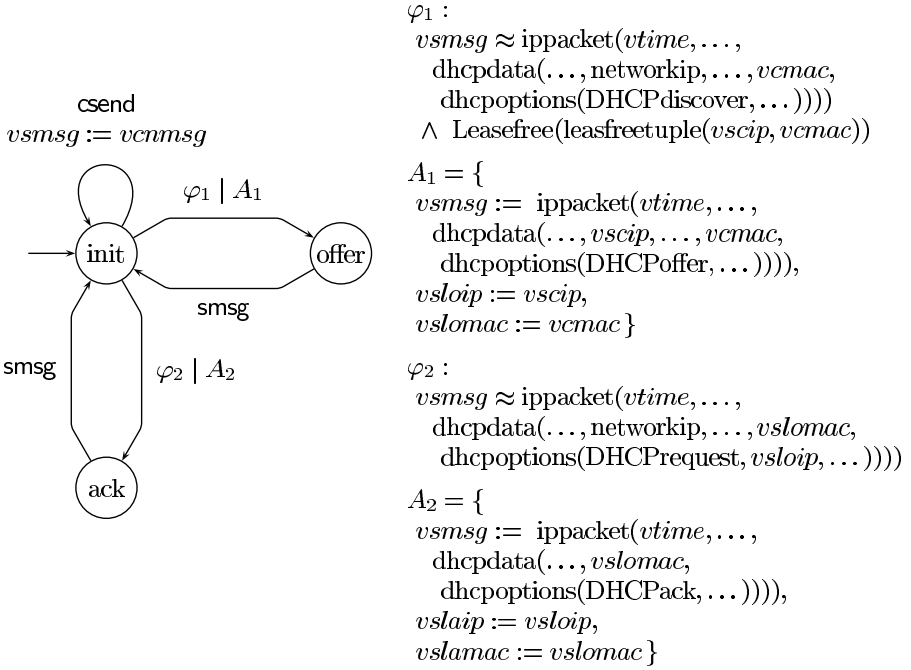 csend
vsmsg := vcnmsg
φ₁ | A₁
init
offer
smsg
smsg
φ₂ | A₂
ack
φ₁ :
vsmsg ≈ ippacket(vtime, . . . ,
dhcpdata(. . . , networkip, . . . , vcmac,
dhcpoptions(DHCPdiscover, . . . ))))
∧ Leasefree(leasfreetuple(vscip, vcmac))
A₁ = {
vsmsg := ippacket(vtime, . . . ,
dhcpdata(. . . , vscip, . . . , vcmac,
dhcpoptions(DHCPoffer, . . . )))),
vsloip := vscip,
vslomac := vcmac }
φ₂ :
vsmsg ≈ ippacket(vtime, . . . ,
dhcpdata(. . . , networkip, . . . , vslomac,
dhcpoptions(DHCPrequest, vsloip, . . . ))))
A₂ = {
vsmsg := ippacket(vtime, . . . ,
dhcpdata(. . . , vslomac,
dhcpoptions(DHCPack, . . . )))),
vslaip := vsloip,
vslamac := vslomac }